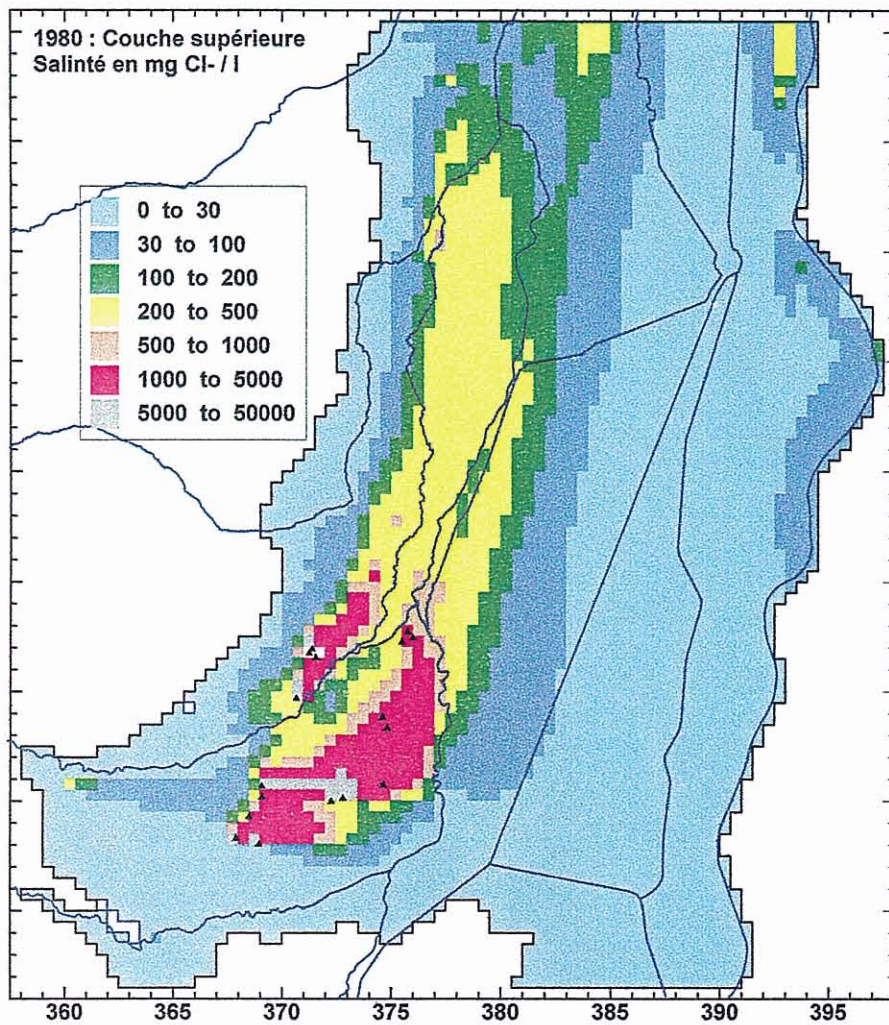 1980 : Couche supérieure
Salinté en mg Cl- / l
0 to 30
30 to 100
100 to 200
200 to 500
500 to 1000
1000 to 5000
5000 to 50000
360 365 370 375 380 385 390 395